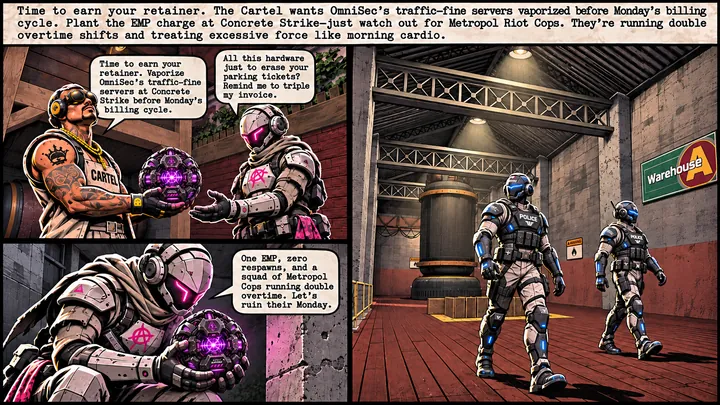 Time to earn your retainer. The Cartel wants OmniSec's traffic-fine servers vaporized before Monday's billing
cycle. Plant the EMP charge at Concrete Strike—just watch out for Metropol Riot Cops. They're running double
overtime shifts and treating excessive force like morning cardio.
Time to earn your
retainer. Vaporize
OmniSec's traffic-fine
servers at Concrete
Strike before Monday's
billing cycle.
All this hardware
just to erase your
parking tickets?
Remind me to triple
my invoice.
CARTEL
One EMP, zero
respawns, and a
squad of Metropol
Cops running double
overtime. Let's
ruin their Monday.
POLICE
POLICE
Warehouse A